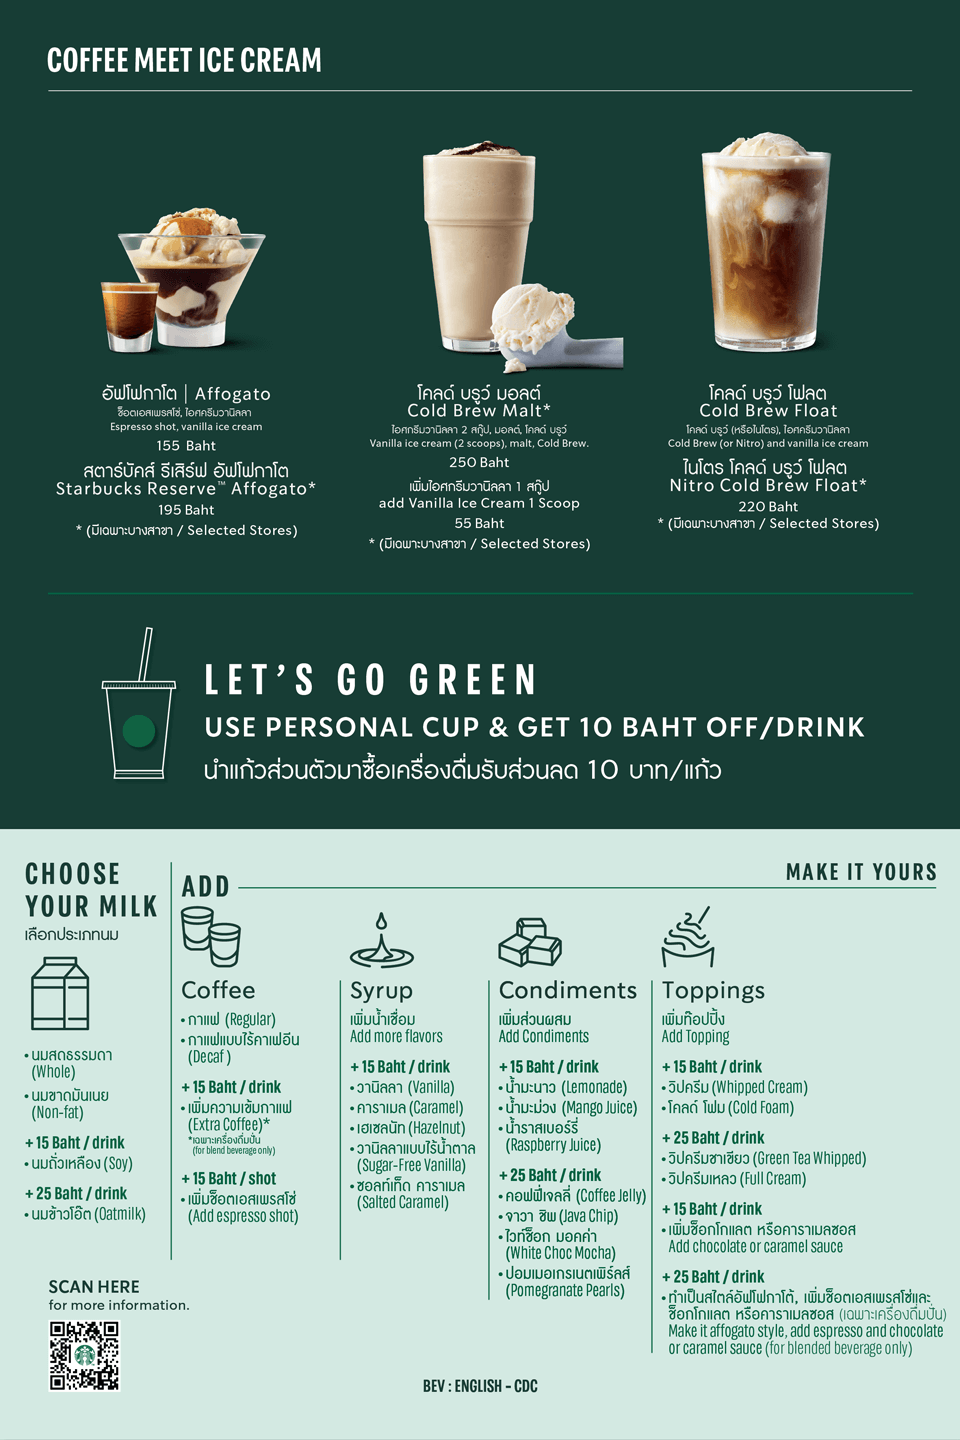 COFFEE MEET ICE CREAM
อัฟโฟกาโต | Affogato
ช็อตเอสเพรสโซ่, ไอศครีมวานิลลา
Espresso shot, vanilla ice cream
155 Baht
สตาร์บัคส์ รีเสิร์ฟ อัฟโฟกาโต
Starbucks Reserve™ Affogato*
195 Baht
* (มีเฉพาะบางสาขา / Selected Stores)
โคลด์ บรูว์ มอลต์
Cold Brew Malt*
ไอศกรีมวานิลลา 2 สกู๊ป, มอลต์, โคลด์ บรูว์
Vanilla ice cream (2 scoops), malt, Cold Brew.
250 Baht
เพิ่มไอศกรีมวานิลลา 1 สกู๊ป
add Vanilla Ice Cream 1 Scoop
55 Baht
* (มีเฉพาะบางสาขา / Selected Stores)
โคลด์ บรูว์ โฟลต
Cold Brew Float
โคลด์ บรูว์ (หรือไนโตร), ไอศครีมวานิลลา
Cold Brew (or Nitro) and vanilla ice cream
ไนโตร โคลด์ บรูว์ โฟลต
Nitro Cold Brew Float*
220 Baht
* (มีเฉพาะบางสาขา / Selected Stores)
LET'S GO GREEN
USE PERSONAL CUP & GET 10 BAHT OFF/DRINK
นำแก้วส่วนตัวมาซื้อเครื่องดื่มรับส่วนลด 10 บาท/แก้ว
CHOOSE
YOUR MILK
เลือกประเภทนม
• นมสดธรรมดา
(Whole)
• นมขาดมันเนย
(Non-fat)
+ 15 Baht / drink
• นมถั่วเหลือง (Soy)
+ 25 Baht / drink
• นมข้าวโอ๊ต (Oatmilk)
ADD
MAKE IT YOURS
Coffee
• กาแฟ (Regular)
• กาแฟแบบไร้คาเฟอีน
(Decaf )
+ 15 Baht / drink
• เพิ่มความเข้มกาแฟ
(Extra Coffee)*
*เฉพาะเครื่องดื่มปั่น
(for blend beverage only)
+ 15 Baht / shot
• เพิ่มช็อตเอสเพรสโซ่
(Add espresso shot)
Syrup
เพิ่มน้ำเชื่อม
Add more flavors
+ 15 Baht / drink
• วานิลลา (Vanilla)
• คาราเมล (Caramel)
• เฮเซลนัท (Hazelnut)
• วานิลลาแบบไร้น้ำตาล
(Sugar-Free Vanilla)
• ซอลท์เท็ด คาราเมล
(Salted Caramel)
Condiments
เพิ่มส่วนผสม
Add Condiments
+ 15 Baht / drink
• น้ำมะนาว (Lemonade)
• น้ำมะม่วง (Mango Juice)
• น้ำราสเบอร์รี่
(Raspberry Juice)
+ 25 Baht / drink
• คอฟฟี่เจลลี่ (Coffee Jelly)
• จาวา ชิพ (Java Chip)
• ไวท์ช็อก มอคค่า
(White Choc Mocha)
• ปอมเมอเกรเนตเพิร์ลส์
(Pomegranate Pearls)
Toppings
เพิ่มท๊อปปิ้ง
Add Topping
+ 15 Baht / drink
• วิปครีม (Whipped Cream)
• โคลด์ โฟม (Cold Foam)
+ 25 Baht / drink
• วิปครีมชาเขียว (Green Tea Whipped)
• วิปครีมเหลว (Full Cream)
+ 15 Baht / drink
• เพิ่มช็อกโกแลต หรือคาราเมลซอส
Add chocolate or caramel sauce
+ 25 Baht / drink
• ทำเป็นสไตล์อัฟโฟกาโต้, เพิ่มช็อตเอสเพรสโซ่และ
ช็อกโกแลต หรือคาราเมลซอส (เฉพาะเครื่องดื่มปั่น)
Make it affogato style, add espresso and chocolate
or caramel sauce (for blended beverage only)
SCAN HERE
for more information.
BEV : ENGLISH - CDC